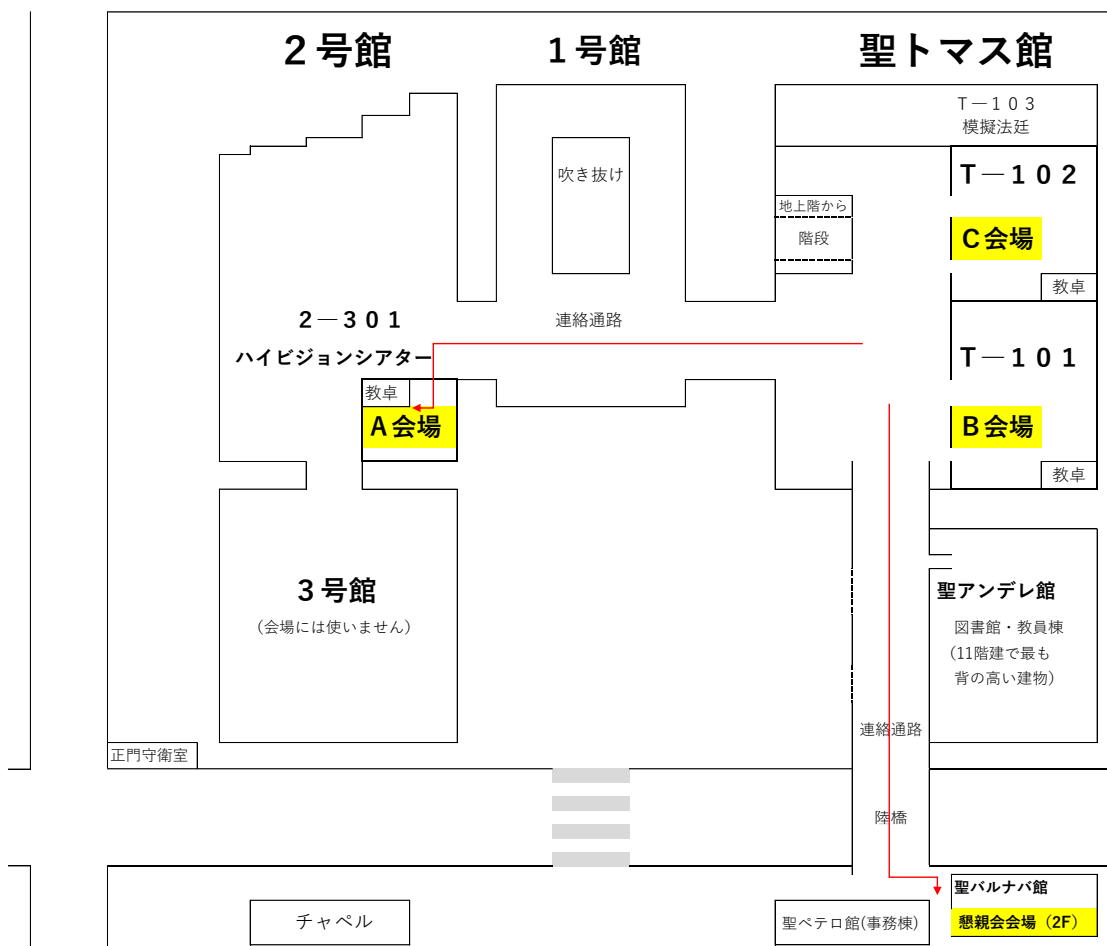 ２号館
１号館
聖トマス館
Ｔ―１０３
模擬法廷
Ｔ―１０２
吹き抜け
地上階から
階段
Ｃ会場
教卓
２―３０１
連絡通路
ハイビジョンシアター
Ｔ―１０１
教卓
Ａ会場
Ｂ会場
教卓
３号館
(会場には使いません)
聖アンデレ館
図書館・教員棟
(11階建で最も
背の高い建物)
連絡通路
正門守衛室
陸橋
聖バルナバ館
チャペル
聖ペテロ館(事務棟)
懇親会会場（2F）